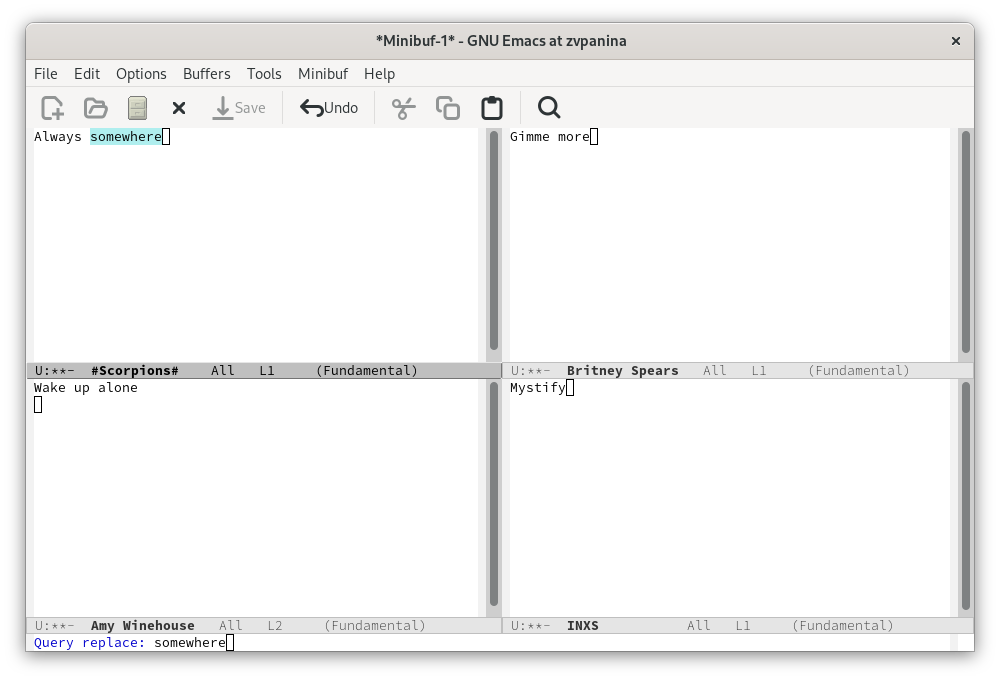 *Minibuf-1* - GNU Emacs at zvpanina
File Edit Options Buffers Tools Minibuf Help
Save Undo
Always somewhere
U:**- #Scorpions# All L1 (Fundamental)
Gimme more
U:**- Britney Spears All L1 (Fundamental)
Wake up alone
U:**- Amy Winehouse All L2 (Fundamental)
Mystify
U:**- INXS All L1 (Fundamental)
Query replace: somewhere